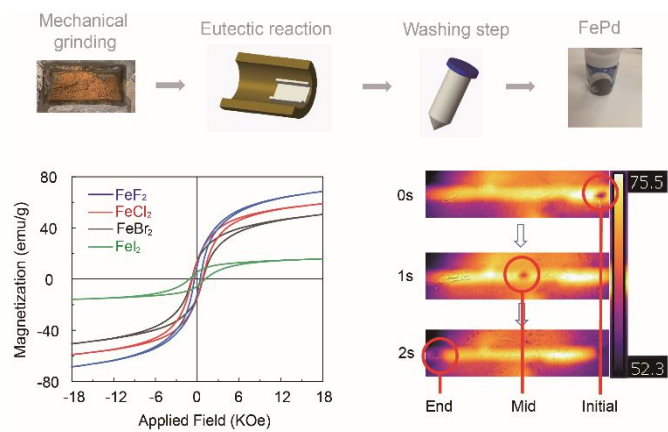 Mechanical
grinding
Eutectic reaction
Washing step
FePd
80
40
0
-40
-80
Magnetization (emu/g)
FeF₂
FeCl₂
FeBr₂
FeI₂
-18
-12
-6
0
6
12
18
Applied Field (KOe)
0s
1s
2s
75.5
52.3
End
Mid
Initial